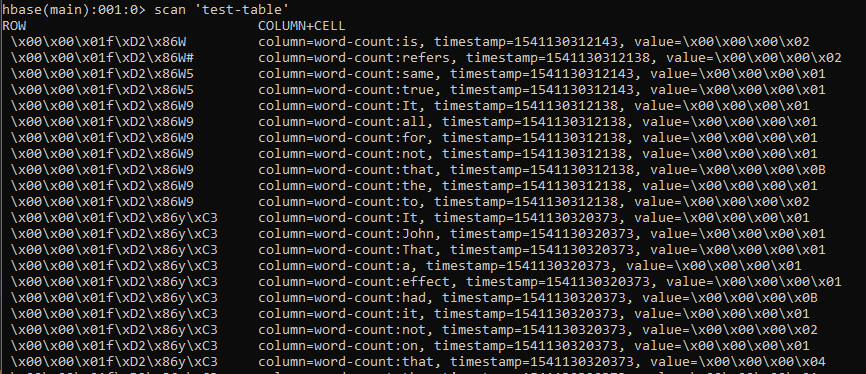 hbase(main):001:0> scan 'test-table'
ROW COLUMN+CELL
\x00\x00\x01f\xD2\x86W column=word-count:is, timestamp=1541130312143, value=\x00\x00\x00\x02
\x00\x00\x01f\xD2\x86W# column=word-count:refers, timestamp=1541130312138, value=\x00\x00\x00\x02
\x00\x00\x01f\xD2\x86W5 column=word-count:same, timestamp=1541130312143, value=\x00\x00\x00\x01
\x00\x00\x01f\xD2\x86W5 column=word-count:true, timestamp=1541130312143, value=\x00\x00\x00\x01
\x00\x00\x01f\xD2\x86W9 column=word-count:It, timestamp=1541130312138, value=\x00\x00\x00\x01
\x00\x00\x01f\xD2\x86W9 column=word-count:all, timestamp=1541130312138, value=\x00\x00\x00\x01
\x00\x00\x01f\xD2\x86W9 column=word-count:for, timestamp=1541130312138, value=\x00\x00\x00\x01
\x00\x00\x01f\xD2\x86W9 column=word-count:not, timestamp=1541130312138, value=\x00\x00\x00\x01
\x00\x00\x01f\xD2\x86W9 column=word-count:that, timestamp=1541130312138, value=\x00\x00\x00\x0B
\x00\x00\x01f\xD2\x86W9 column=word-count:the, timestamp=1541130312138, value=\x00\x00\x00\x01
\x00\x00\x01f\xD2\x86W9 column=word-count:to, timestamp=1541130312138, value=\x00\x00\x00\x02
\x00\x00\x01f\xD2\x86y\xC3 column=word-count:It, timestamp=1541130320373, value=\x00\x00\x00\x01
\x00\x00\x01f\xD2\x86y\xC3 column=word-count:John, timestamp=1541130320373, value=\x00\x00\x00\x01
\x00\x00\x01f\xD2\x86y\xC3 column=word-count:That, timestamp=1541130320373, value=\x00\x00\x00\x01
\x00\x00\x01f\xD2\x86y\xC3 column=word-count:a, timestamp=1541130320373, value=\x00\x00\x00\x01
\x00\x00\x01f\xD2\x86y\xC3 column=word-count:effect, timestamp=1541130320373, value=\x00\x00\x00\x01
\x00\x00\x01f\xD2\x86y\xC3 column=word-count:had, timestamp=1541130320373, value=\x00\x00\x00\x0B
\x00\x00\x01f\xD2\x86y\xC3 column=word-count:it, timestamp=1541130320373, value=\x00\x00\x00\x01
\x00\x00\x01f\xD2\x86y\xC3 column=word-count:not, timestamp=1541130320373, value=\x00\x00\x00\x02
\x00\x00\x01f\xD2\x86y\xC3 column=word-count:on, timestamp=1541130320373, value=\x00\x00\x00\x01
\x00\x00\x01f\xD2\x86y\xC3 column=word-count:that, timestamp=1541130320373, value=\x00\x00\x00\x04